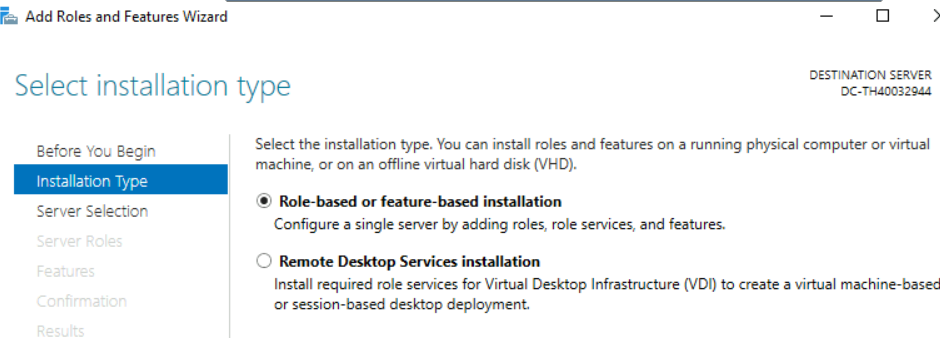 Add Roles and Features Wizard
Select installation type
DESTINATION SERVER
DC-TH40032944
Before You Begin
Installation Type
Server Selection
Server Roles
Features
Confirmation
Results
Select the installation type. You can install roles and features on a running physical computer or virtual
machine, or on an offline virtual hard disk (VHD).
Role-based or feature-based installation
Configure a single server by adding roles, role services, and features.
Remote Desktop Services installation
Install required role services for Virtual Desktop Infrastructure (VDI) to create a virtual machine-based
or session-based desktop deployment.